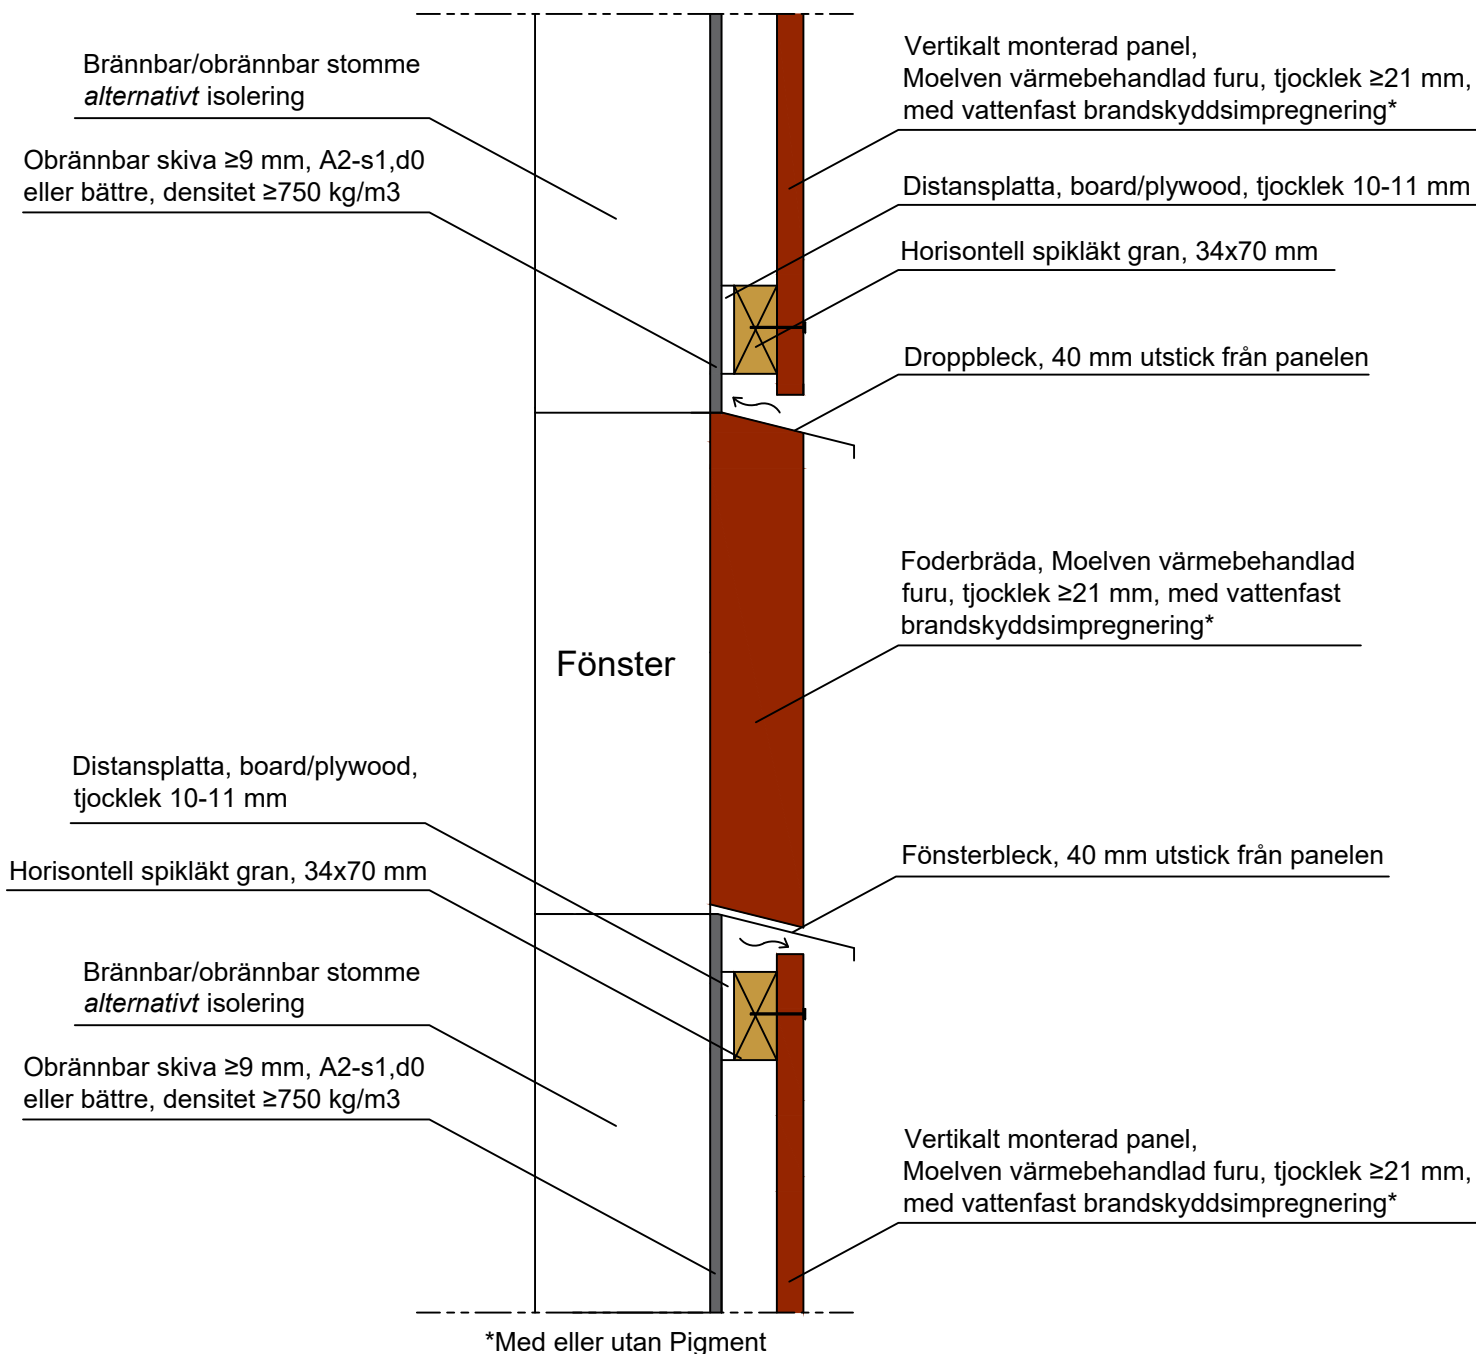 Brännbar/obrännbar stomme
alternativt isolering
Obrännbar skiva ≥9 mm, A2-s1,d0
eller bättre, densitet ≥750 kg/m3
Vertikalt monterad panel,
Moelven värmebehandlad furu, tjocklek ≥21 mm,
med vattenfast brandskyddsimpregnering*
Distansplatta, board/plywood, tjocklek 10-11 mm
Horisontell spikläkt gran, 34x70 mm
Droppbleck, 40 mm utstick från panelen
Foderbräda, Moelven värmebehandlad
furu, tjocklek ≥21 mm, med vattenfast
brandskyddsimpregnering*
Fönster
Distansplatta, board/plywood,
tjocklek 10-11 mm
Horisontell spikläkt gran, 34x70 mm
Fönsterbleck, 40 mm utstick från panelen
Brännbar/obrännbar stomme
alternativt isolering
Obrännbar skiva ≥9 mm, A2-s1,d0
eller bättre, densitet ≥750 kg/m3
Vertikalt monterad panel,
Moelven värmebehandlad furu, tjocklek ≥21 mm,
med vattenfast brandskyddsimpregnering*
*Med eller utan Pigment